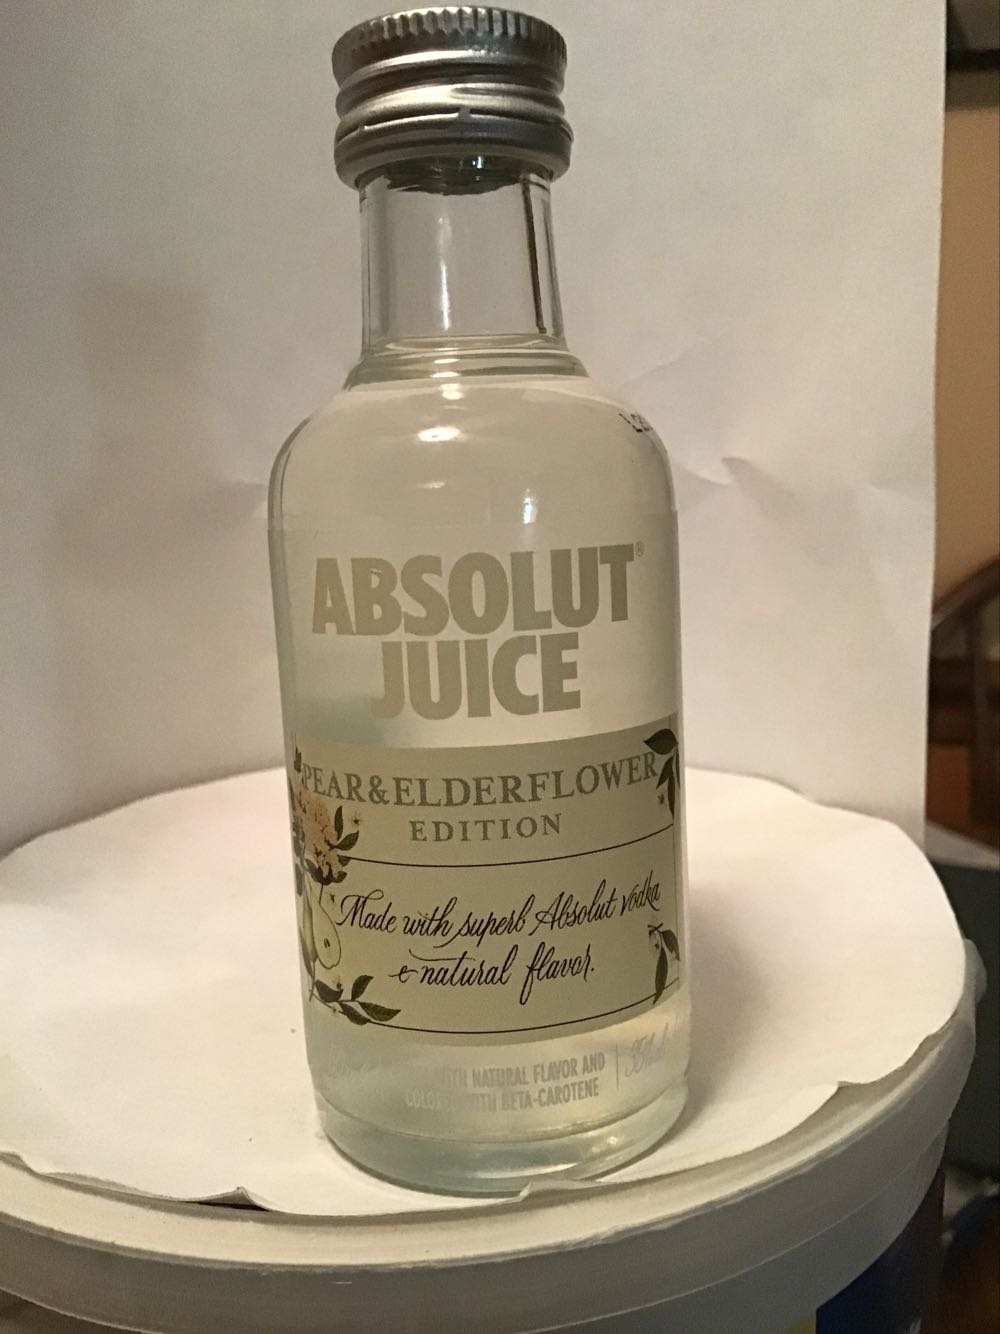 ABSOLUT®
JUICE
PEAR&ELDERFLOWER
EDITION
Made with superb Absolut vodka
& natural flavor.
WITH NATURAL FLAVOR AND
COLORED WITH BETA-CAROTENE